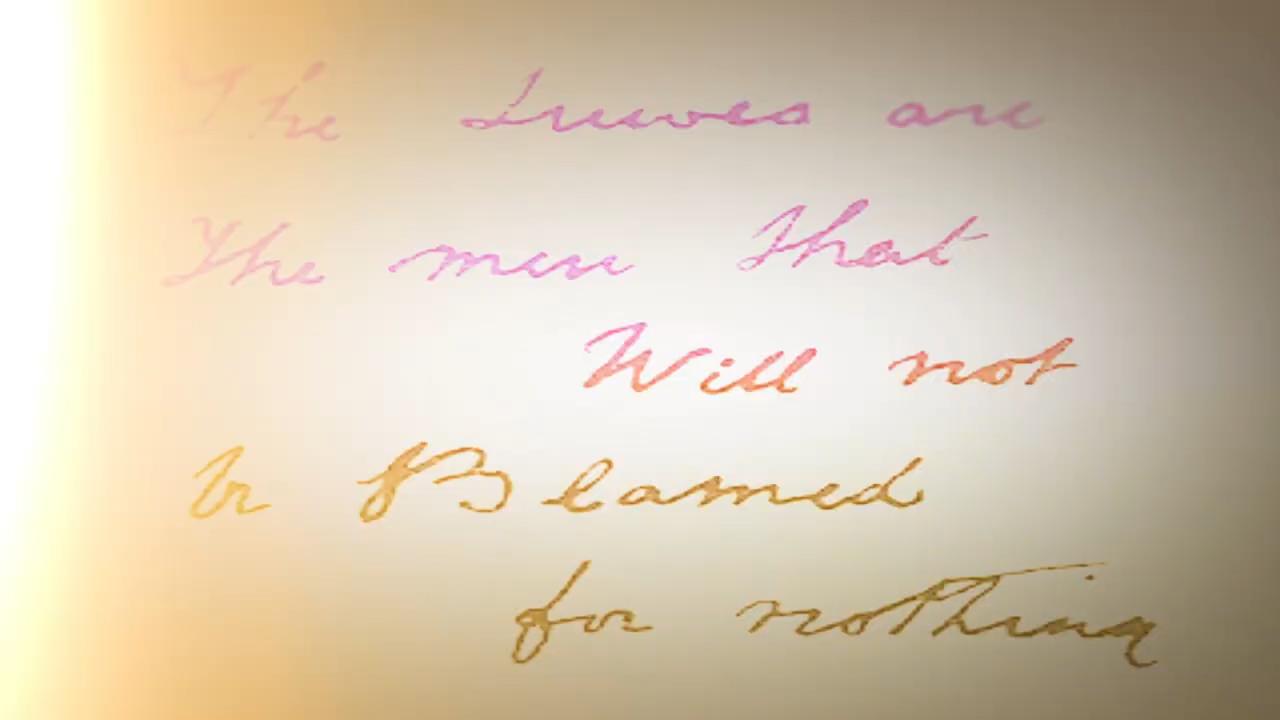 The Juwes are
The men that
Will not
be Blamed
for nothing